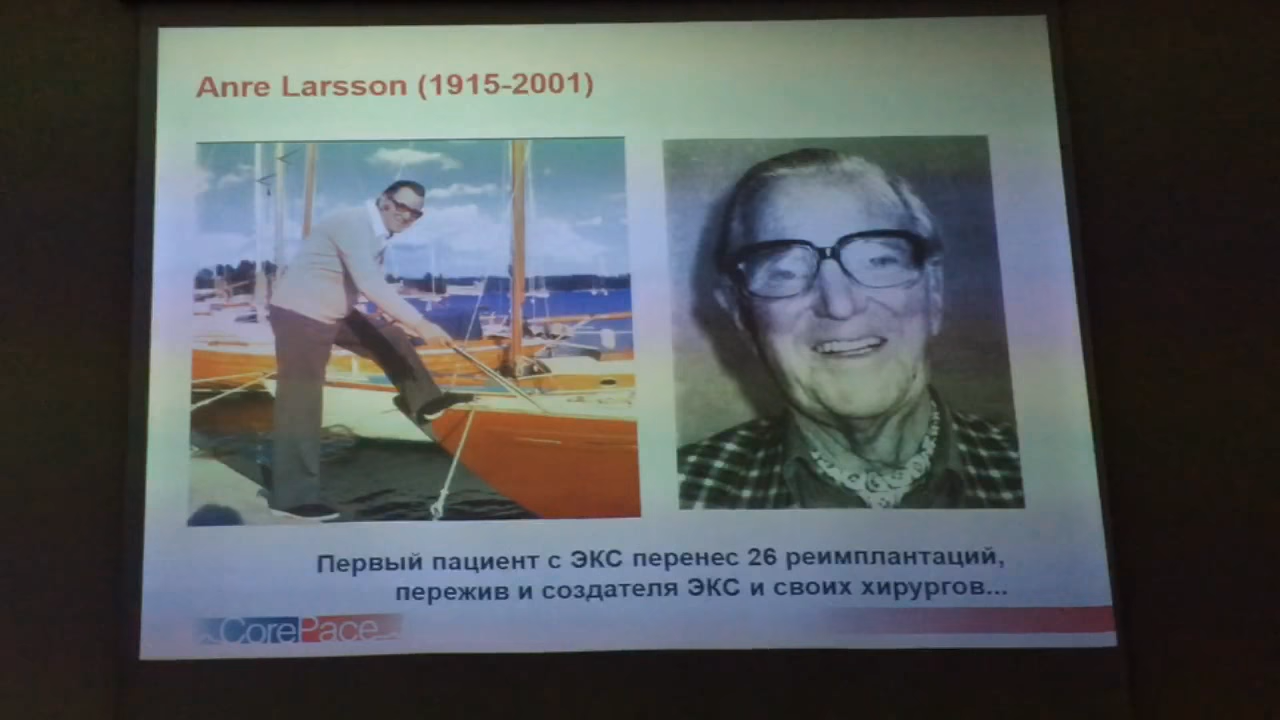 Anre Larsson (1915-2001)
Первый пациент с ЭКС перенес 26 реимплантаций,
пережив и создателя ЭКС и своих хирургов...
CorePace